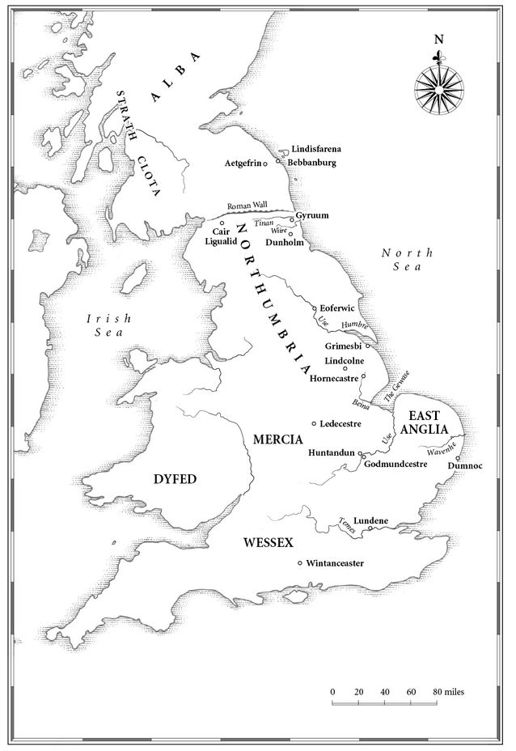 N
ALBA
STRATH CLOTA
Lindisfarena
Aetgefrin
Bebbanburg
Roman Wall
Gyruum
Tinan
Cair
Ligualid
Wiire
Dunholm
NORTHUMBRIA
North
Sea
Irish
Sea
Eoferwic
Use
Humbre
Grimesbi
Lindcolne
Hornecastre
The Gewasc
Beina
EAST
ANGLIA
Ledecestre
MERCIA
Use
Wavenhe
Huntandun
Godmundcestre
Dumnoc
DYFED
Lundene
Temes
WESSEX
Wintanceaster
0 20 40 60 80 miles